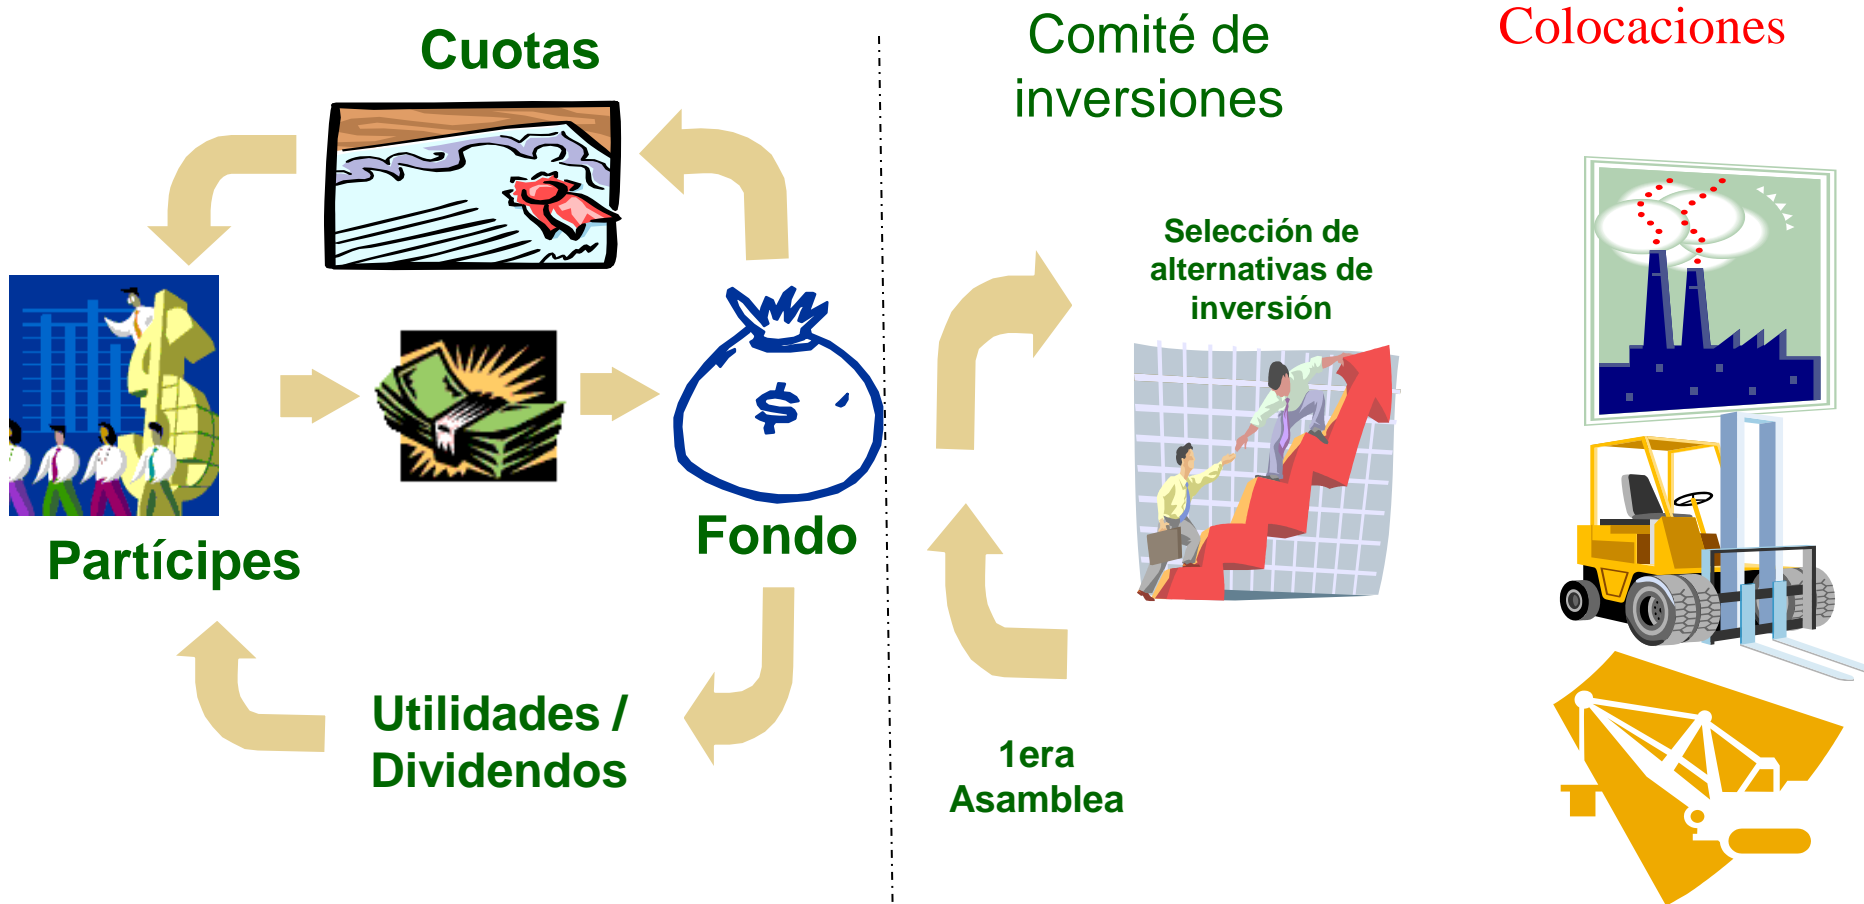 Cuotas
Partícipes
Fondo
Utilidades /
Dividendos
Comité de
inversiones
Selección de
alternativas de
inversión
1era
Asamblea
Colocaciones